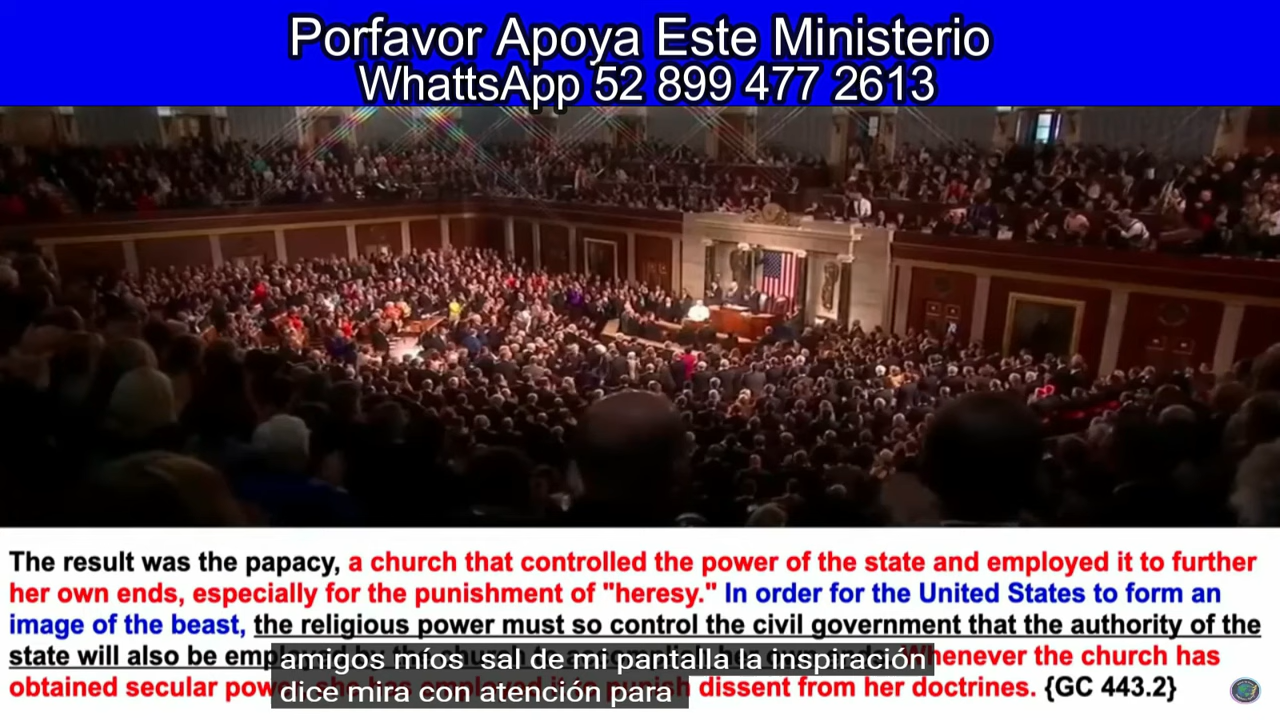 Porfavor Apoya Este Ministerio
WhattsApp 52 899 477 2613
The result was the papacy, a church that controlled the power of the state and employed it to further
her own ends, especially for the punishment of "heresy." In order for the United States to form an
image of the beast, the religious power must so control the civil government that the authority of the
state will also be Whenever the church has
obtained secular dissent from her doctrines. {GC 443.2}
amigos míos sal de mi pantalla la inspiración
dice mira con atención para